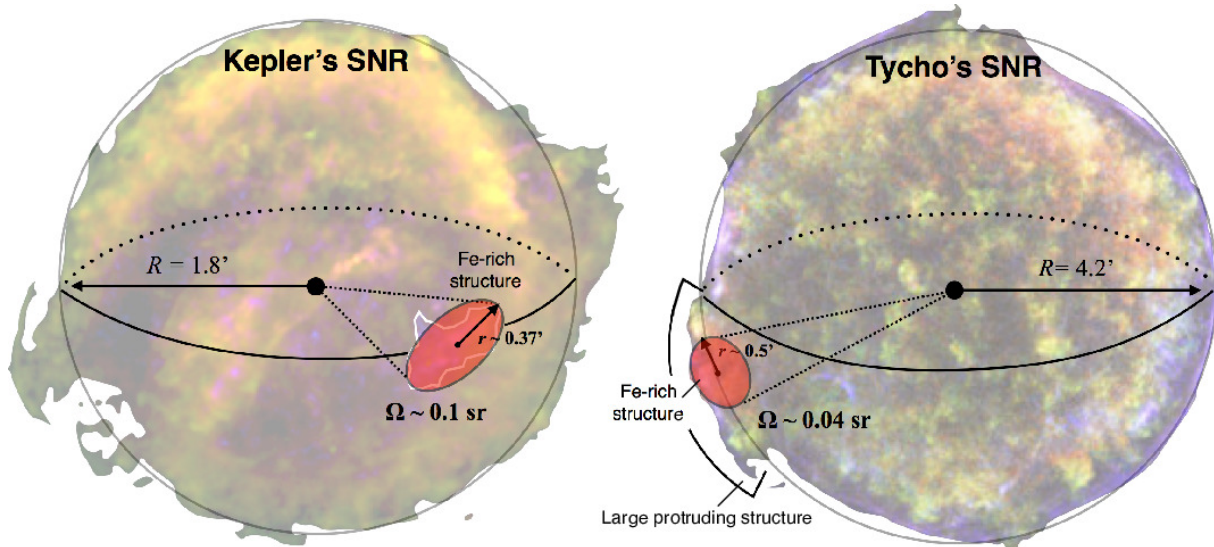 Kepler's SNR
R = 1.8'
Fe-rich
structure
r ~ 0.37'
Ω ~ 0.1 sr
Tycho's SNR
R= 4.2'
r ~ 0.5'
Fe-rich
structure
Ω ~ 0.04 sr
Large protruding structure